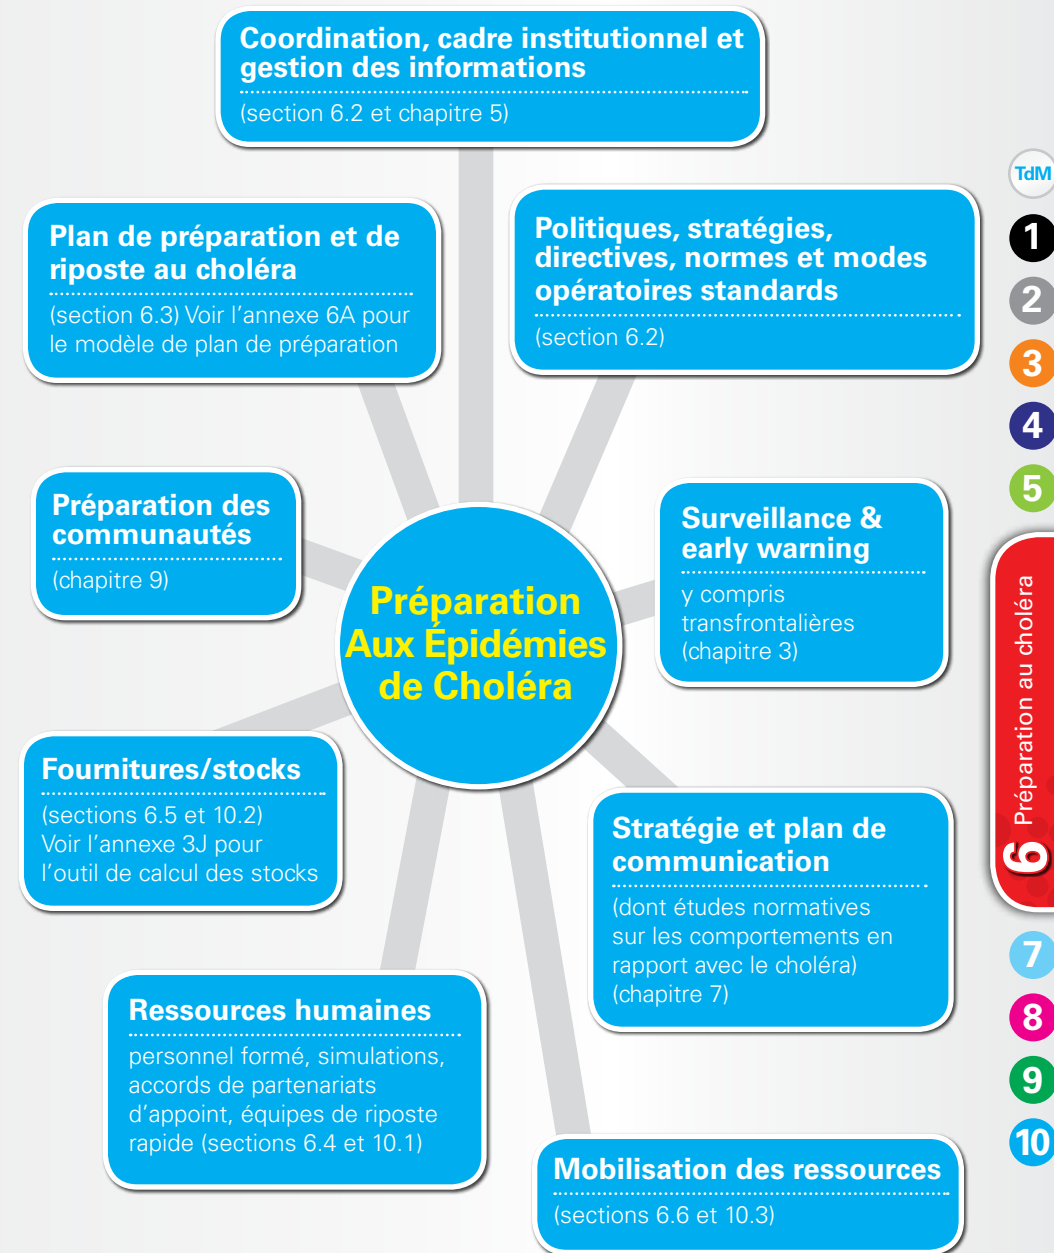 Coordination, cadre institutionnel et
gestion des informations
(section 6.2 et chapitre 5)
Plan de préparation et de
riposte au choléra
(section 6.3) Voir l’annexe 6A pour
le modèle de plan de préparation
Politiques, stratégies,
directives, normes et modes
opératoires standards
(section 6.2)
Préparation des
communautés
(chapitre 9)
Préparation
Aux Épidémies
de Choléra
Surveillance &
early warning
y compris
transfrontalières
(chapitre 3)
Fournitures/stocks
(sections 6.5 et 10.2)
Voir l’annexe 3J pour
l’outil de calcul des stocks
Stratégie et plan de
communication
(dont études normatives
sur les comportements en
rapport avec le choléra)
(chapitre 7)
Ressources humaines
personnel formé, simulations,
accords de partenariats
d’appoint, équipes de riposte
rapide (sections 6.4 et 10.1)
Mobilisation des ressources
(sections 6.6 et 10.3)
TdM
1
2
3
4
5
6 Préparation au choléra
7
8
9
10